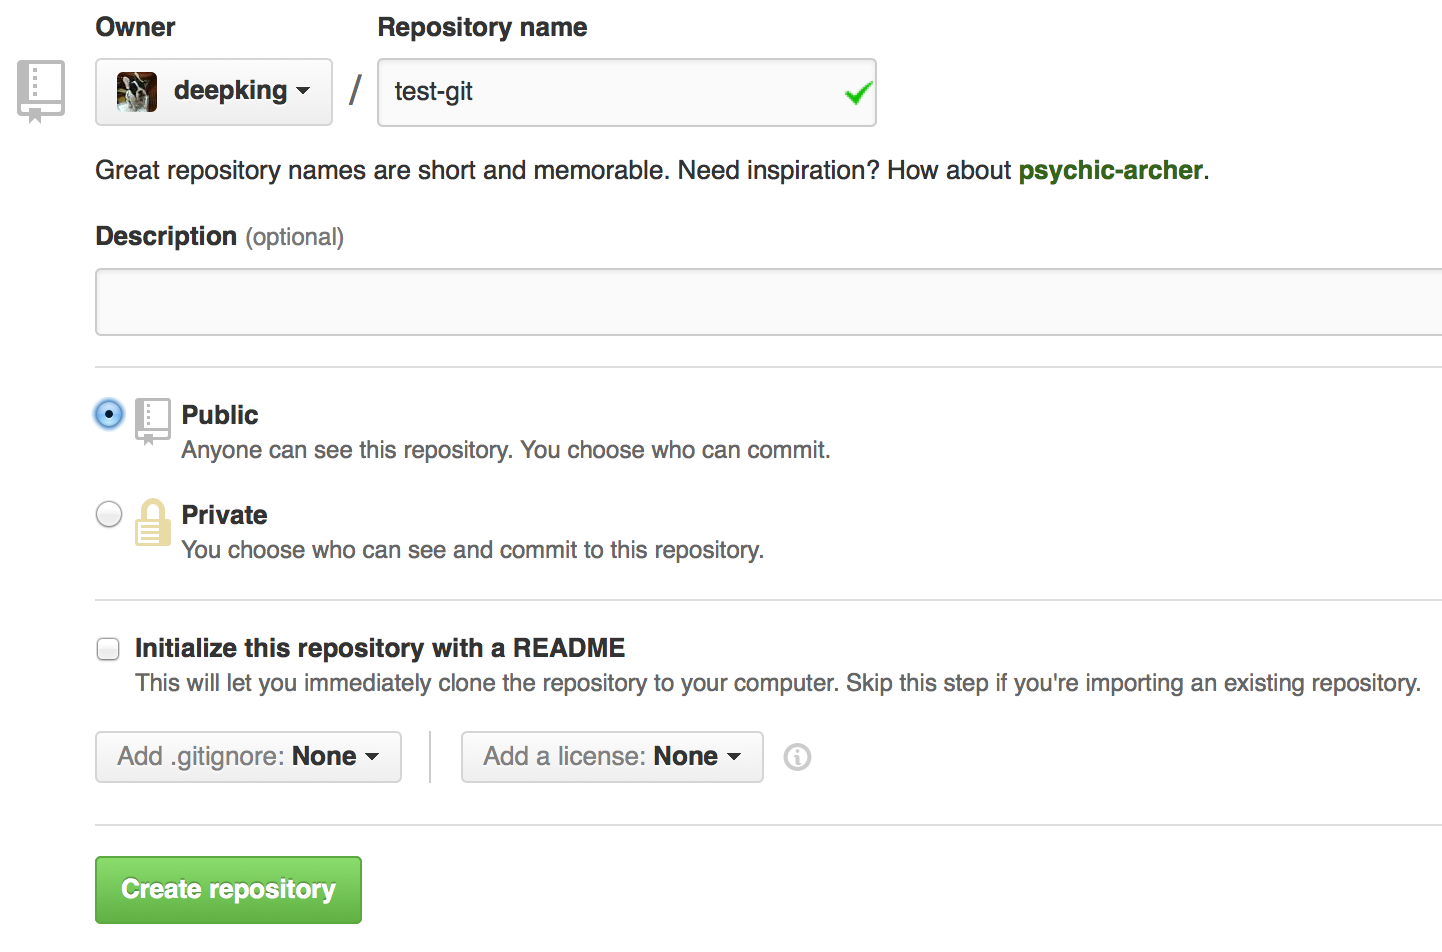 Owner
Repository name
deepking
/
test-git
Great repository names are short and memorable. Need inspiration? How about psychic-archer.
Description (optional)
Public
Anyone can see this repository. You choose who can commit.
Private
You choose who can see and commit to this repository.
Initialize this repository with a README
This will let you immediately clone the repository to your computer. Skip this step if you're importing an existing repository.
Add .gitignore: None
Add a license: None
Create repository